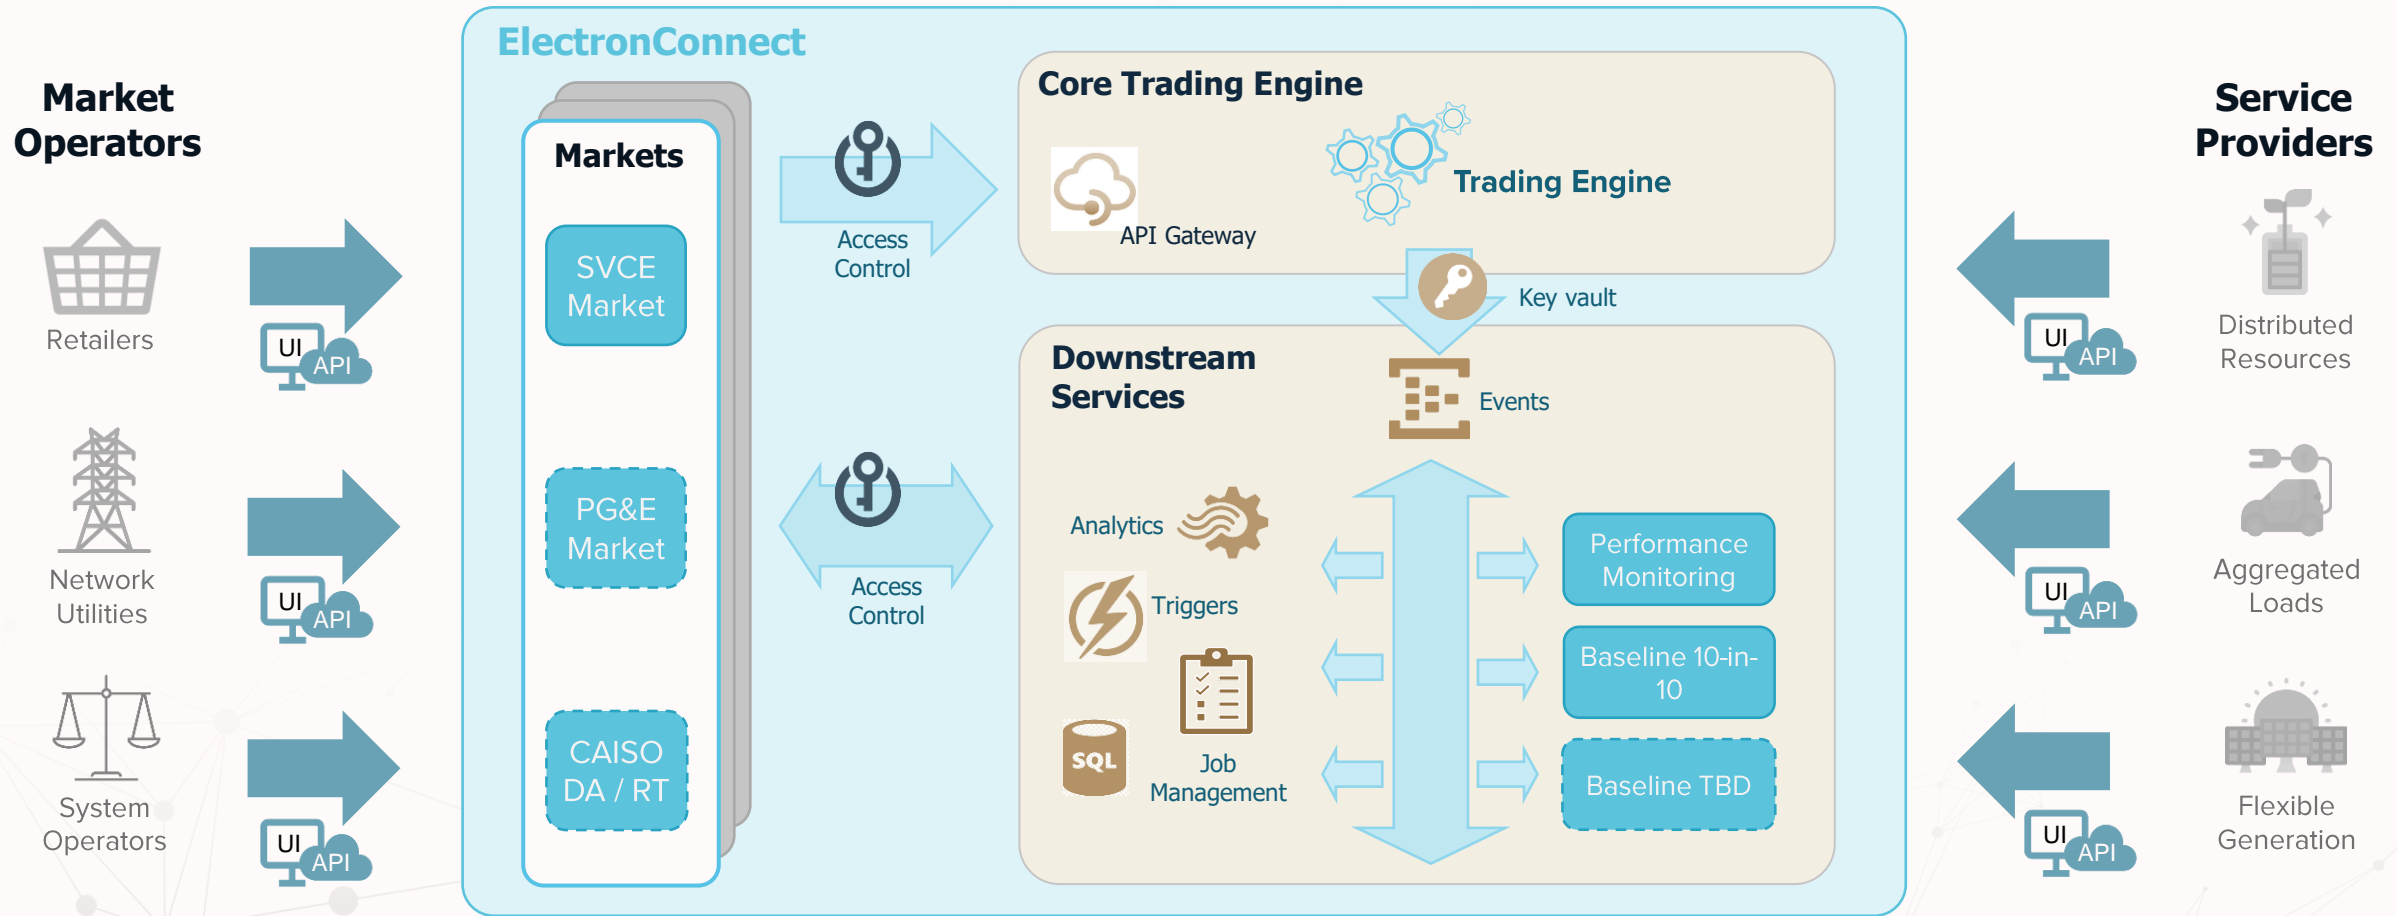 ElectronConnect
Market
Operators
Retailers
UI
API
Network
Utilities
UI
API
System
Operators
UI
API
Markets
SVCE
Market
PG&E
Market
CAISO
DA / RT
Access
Control
Access
Control
Core Trading Engine
API Gateway
Trading Engine
Key vault
Downstream
Services
Events
Analytics
Triggers
SQL
Job
Management
Performance
Monitoring
Baseline 10-in-
10
Baseline TBD
Service
Providers
UI
API
Distributed
Resources
UI
API
Aggregated
Loads
UI
API
Flexible
Generation